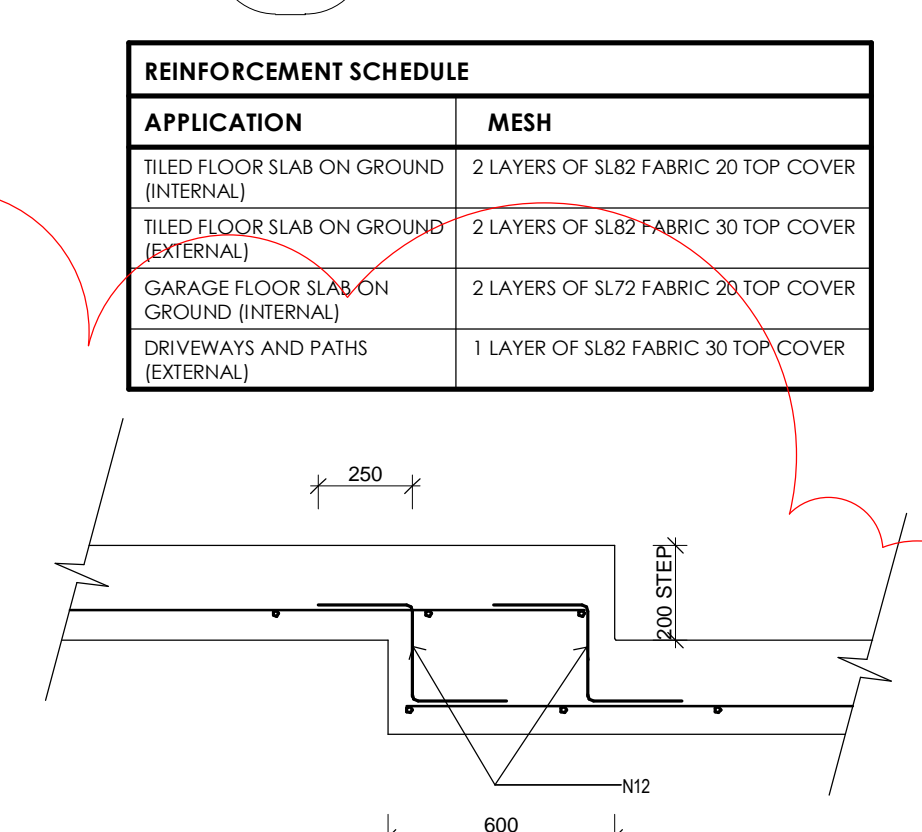 REINFORCEMENT SCHEDULE
APPLICATION
MESH
TILED FLOOR SLAB ON GROUND
(INTERNAL)
2 LAYERS OF SL82 FABRIC 20 TOP COVER
TILED FLOOR SLAB ON GROUND
(EXTERNAL)
2 LAYERS OF SL82 FABRIC 30 TOP COVER
GARAGE FLOOR SLAB ON
GROUND (INTERNAL)
2 LAYERS OF SL72 FABRIC 20 TOP COVER
DRIVEWAYS AND PATHS
(EXTERNAL)
1 LAYER OF SL82 FABRIC 30 TOP COVER
250
200 STEP
N12
600